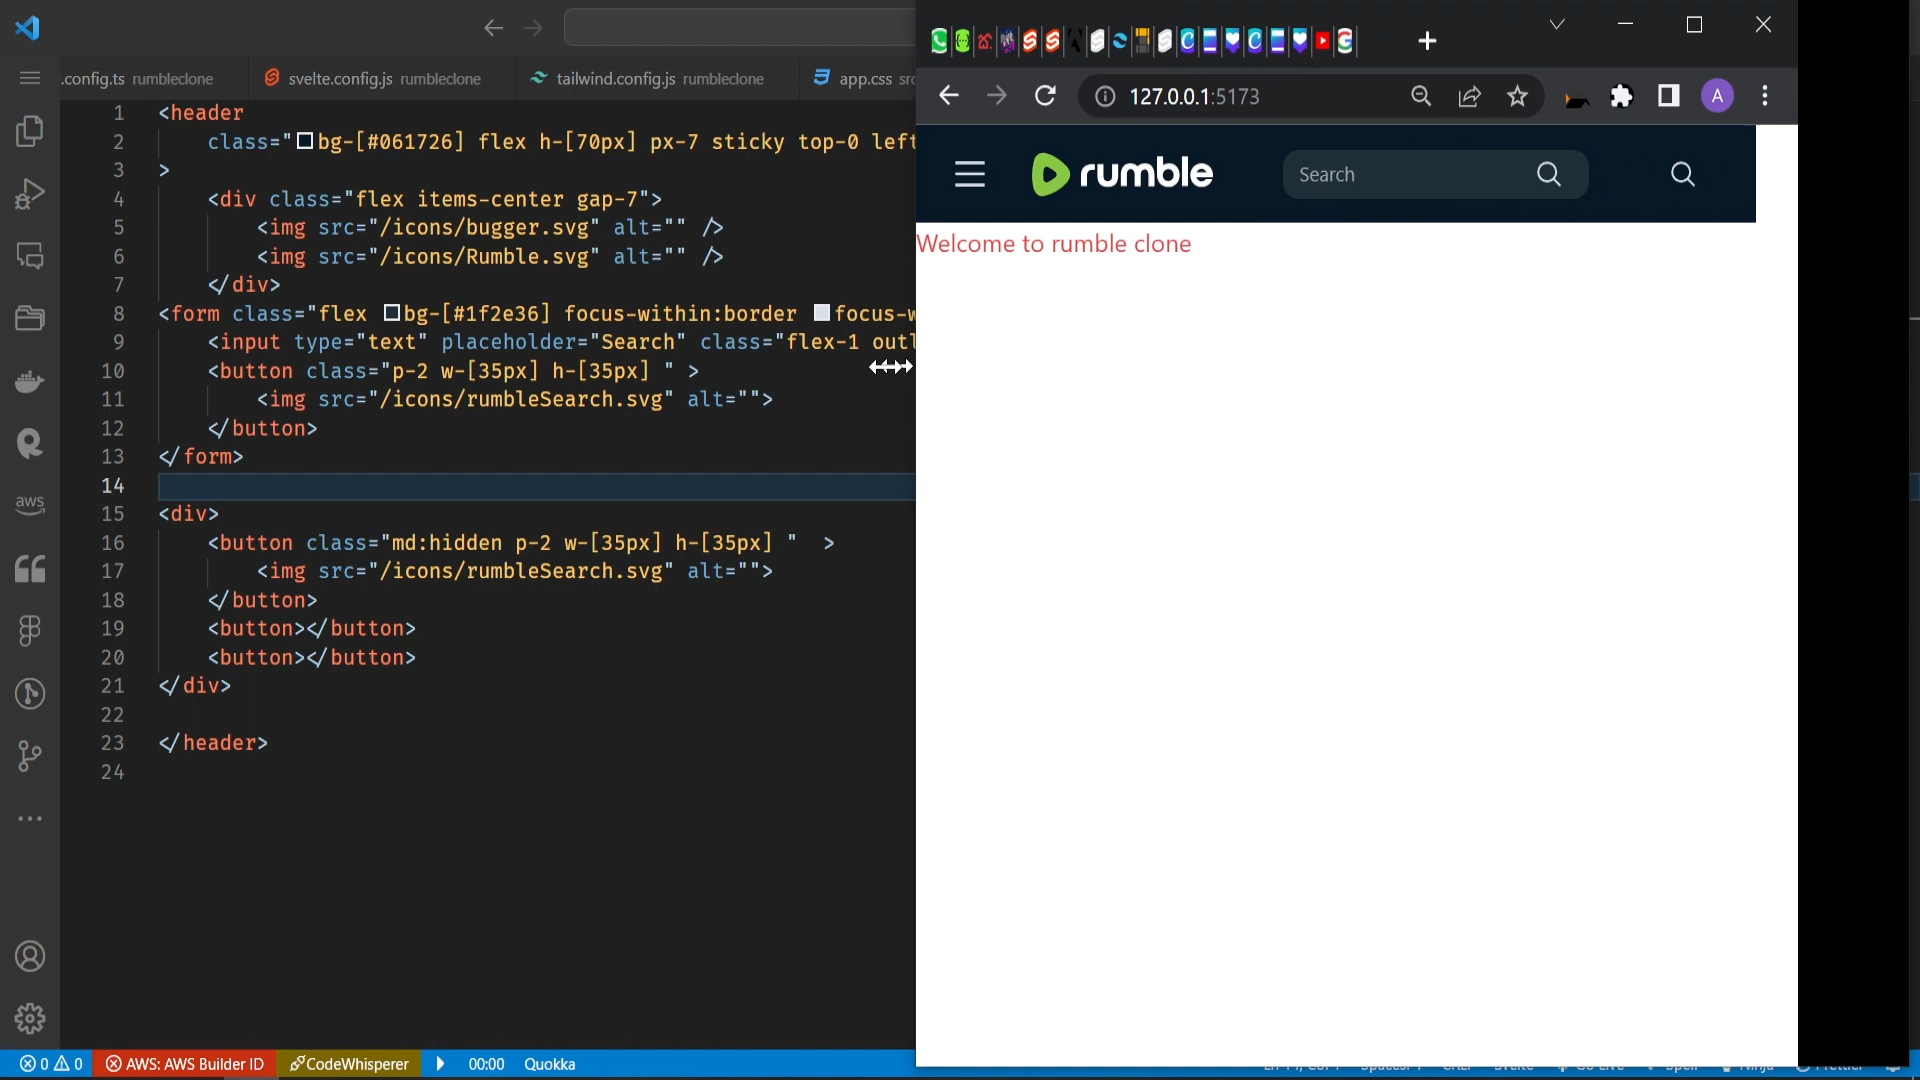 .config.ts rumbleclone
svelte.config.js rumbleclone
tailwind.config.js rumbleclone
app.css src
1 <header
2 class="bg-[#061726] flex h-[70px] px-7 sticky top-0 left
3 >
4 <div class="flex items-center gap-7">
5 <img src="/icons/bugger.svg" alt="" />
6 <img src="/icons/Rumble.svg" alt="" />
7 </div>
8 <form class="flex bg-[#1f2e36] focus-within:border focus-w
9 <input type="text" placeholder="Search" class="flex-1 outl
10 <button class="p-2 w-[35px] h-[35px] " >
11 <img src="/icons/rumbleSearch.svg" alt="">
12 </button>
13 </form>
14
15 <div>
16 <button class="md:hidden p-2 w-[35px] h-[35px] " >
17 <img src="/icons/rumbleSearch.svg" alt="">
18 </button>
19 <button></button>
20 <button></button>
21 </div>
22
23 </header>
24
aws
0 0
AWS: AWS Builder ID
CodeWhisperer
00:00
Quokka
127.0.0.1:5173
A
rumble
Search
Welcome to rumble clone